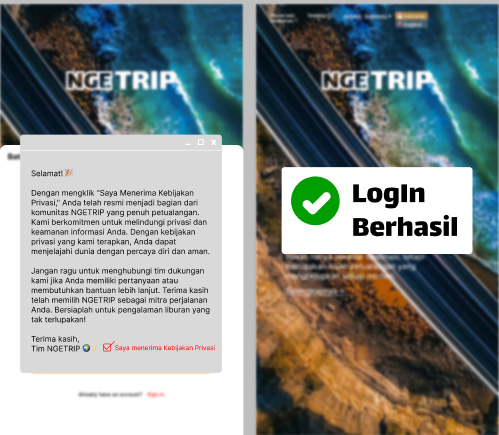 NGETRIP
Selamat! 🎉
Dengan mengklik "Saya Menerima Kebijakan
Privasi," Anda telah resmi menjadi bagian dari
komunitas NGETRIP yang penuh petualangan.
Kami berkomitmen untuk melindungi privasi dan
keamanan informasi Anda. Dengan kebijakan
privasi yang kami terapkan, Anda dapat
menjelajahi dunia dengan percaya diri dan aman.
Jangan ragu untuk menghubungi tim dukungan
kami jika Anda memiliki pertanyaan atau
membutuhkan bantuan lebih lanjut. Terima kasih
telah memilih NGETRIP sebagai mitra perjalanan
Anda. Bersiaplah untuk pengalaman liburan yang
tak terlupakan!
Terima kasih,
Tim NGETRIP 🌍✨
Saya menerima Kebijakan Privasi
Already have an account? Sign in
NGETRIP
LogIn
Berhasil